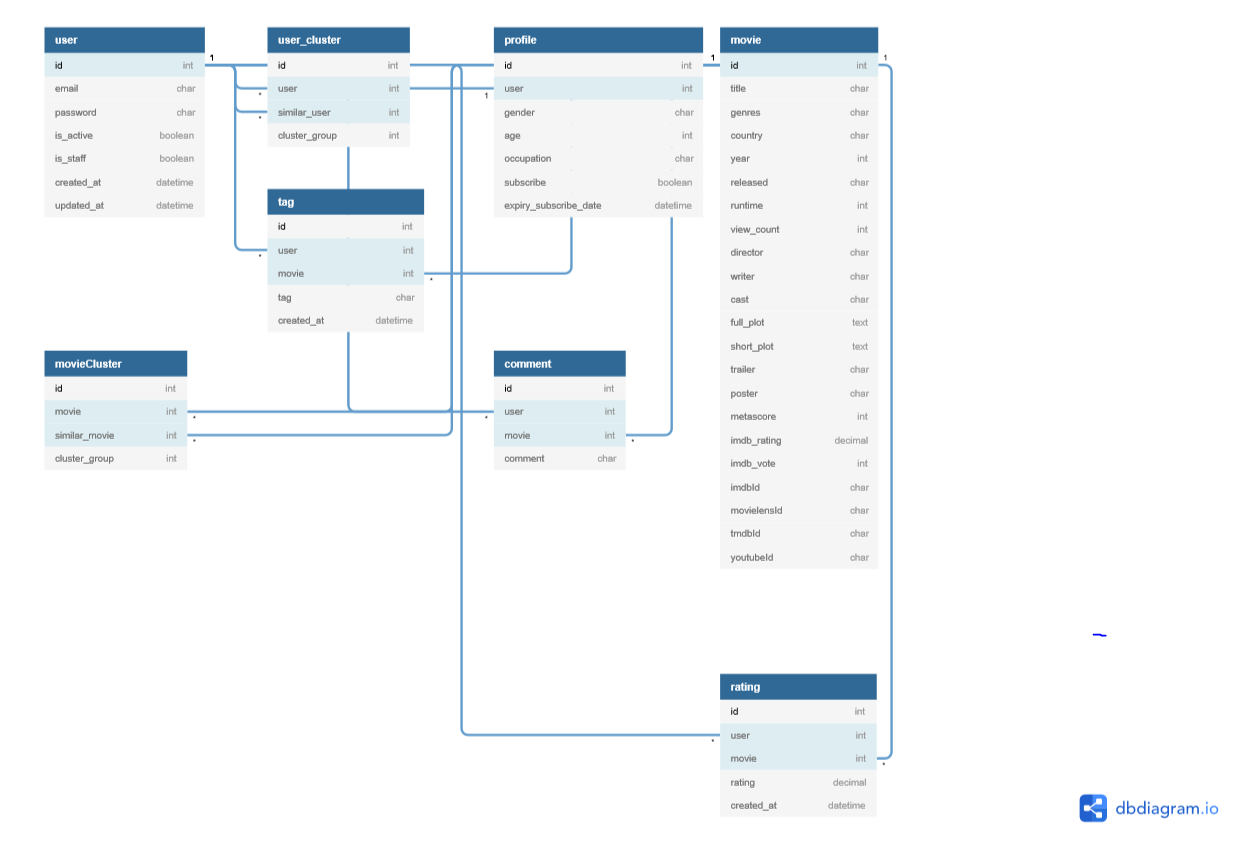 user
id int
email char
password char
is_active boolean
is_staff boolean
created_at datetime
updated_at datetime
1
user_cluster
id int
user int
similar_user int
cluster_group int
*
*
profile
id int
user int
gender char
age int
occupation char
subscribe boolean
expiry_subscribe_date datetime
1
1
movie
id int
title char
genres char
country char
year int
released char
runtime int
view_count int
director char
writer char
cast char
full_plot text
short_plot text
trailer char
poster char
metascore int
imdb_rating decimal
imdb_vote int
imdbId char
movielensId char
tmdbId char
youtubeId char
1
tag
id int
user int
movie int
tag char
created_at datetime
*
*
movieCluster
id int
movie int
similar_movie int
cluster_group int
*
*
comment
id int
user int
movie int
comment char
*
*
rating
id int
user int
movie int
rating decimal
created_at datetime
*
*
dbdiagram.io